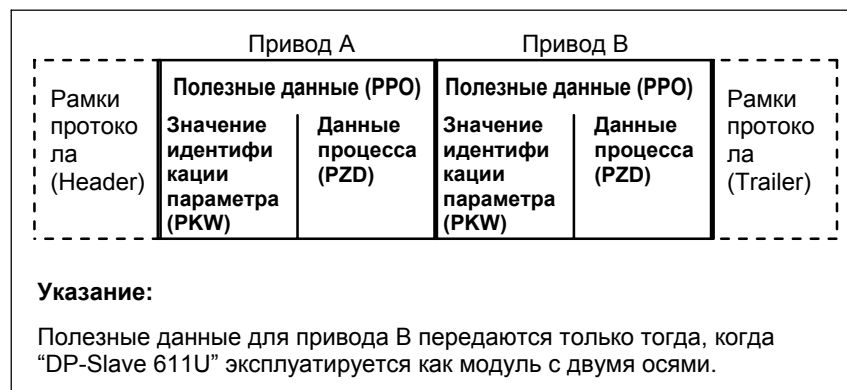 Привод A Привод B
Рамки
протоко
ла
(Header)
Полезные данные (PPO)
Значение
идентифи
кации
параметра
(PKW)
Данные
процесса
(PZD)
Полезные данные (PPO)
Значение
идентифи
кации
параметра
(PKW)
Данные
процесса
(PZD)
Рамки
протоко
ла
(Trailer)
Указание:
Полезные данные для привода В передаются только тогда, когда
“DP-Slave 611U” эксплуатируется как модуль с двумя осями.